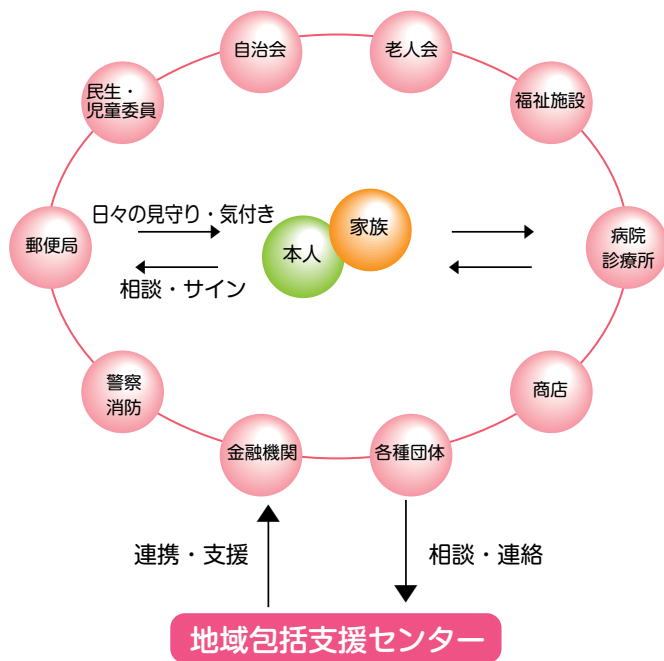 自治会
老人会
民生・
児童委員
福祉施設
日々の見守り・気付き
家族
郵便局
本人
病院
診療所
相談・サイン
警察
消防
商店
金融機関
各種団体
連携・支援
相談・連絡
地域包括支援センター